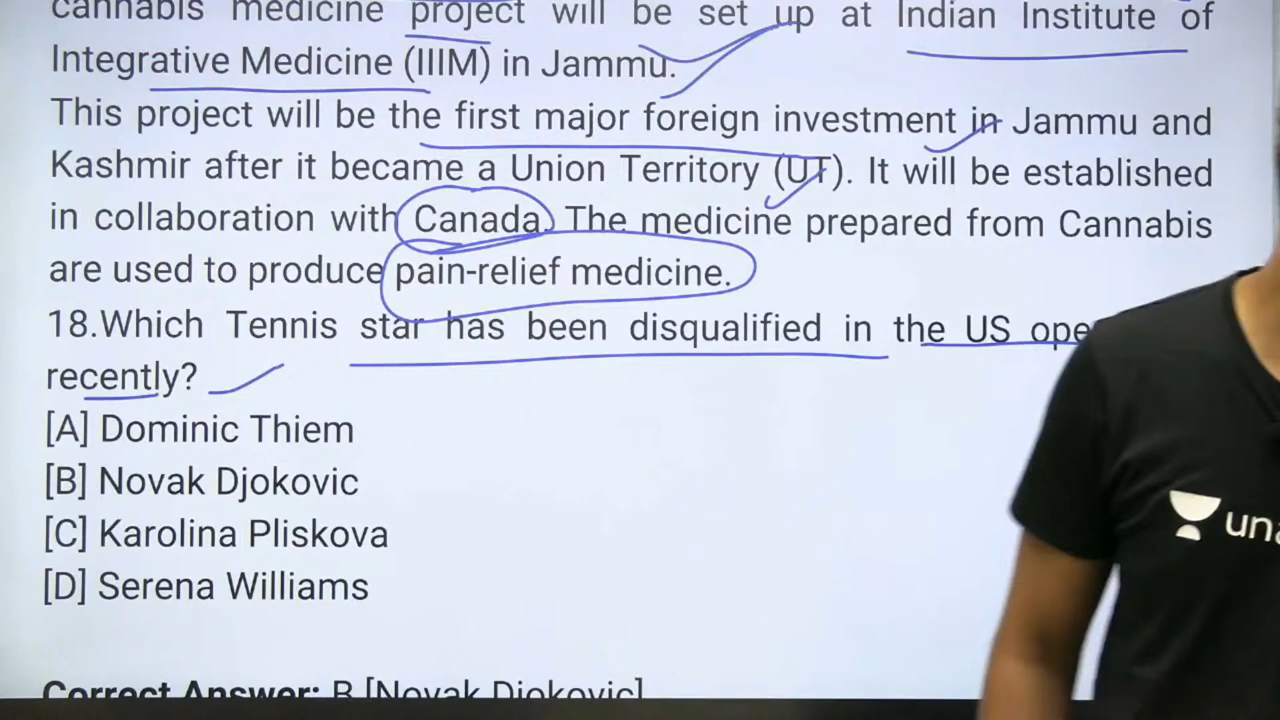 cannabis medicine project will be set up at Indian Institute of
Integrative Medicine (IIIM) in Jammu.
This project will be the first major foreign investment in Jammu and
Kashmir after it became a Union Territory (UT). It will be established
in collaboration with Canada. The medicine prepared from Cannabis
are used to produce pain-relief medicine.
18.Which Tennis star has been disqualified in the US ope
recently?
[A] Dominic Thiem
[B] Novak Djokovic
[C] Karolina Pliskova
[D] Serena Williams
una
Correct Answer: B [Novak Djokovic]